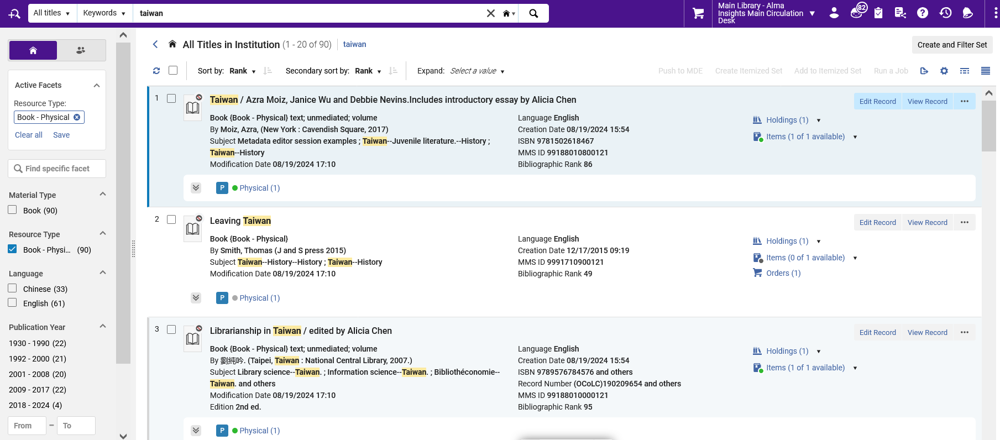 All titles Keywords taiwan
Main Library - Alma
Insights Main Circulation
Desk
82
All Titles in Institution (1 - 20 of 90) taiwan
Create and Filter Set
Sort by: Rank Secondary sort by: Rank Expand: Select a value
Push to MDE Create Itemized Set Add to Itemized Set Run a Job
Active Facets
Resource Type:
Book - Physical
Clear all Save
Find specific facet
Material Type
Book (90)
Resource Type
Book - Physi... (90)
Language
Chinese (33)
English (61)
Publication Year
1930 - 1990 (22)
1992 - 2000 (21)
2001 - 2008 (20)
2009 - 2017 (22)
2018 - 2024 (4)
From – To
1 Taiwan / Azra Moiz, Janice Wu and Debbie Nevins.Includes introductory essay by Alicia Chen
Edit Record View Record
Book {Book - Physical} text; unmediated; volume
By Moiz, Azra, (New York : Cavendish Square, 2017)
Subject Metadata editor session examples ; Taiwan--Juvenile literature.--History ;
Taiwan--History
Modification Date 08/19/2024 17:10
Language English
Creation Date 08/19/2024 15:54
ISBN 9781502618467
MMS ID 99188010800121
Bibliographic Rank 86
Holdings (1)
Items (1 of 1 available)
P Physical (1)
2 Leaving Taiwan
Edit Record View Record
Book {Book - Physical}
By Smith, Thomas (J and S press 2015)
Subject Taiwan--History--History ; Taiwan--History
Modification Date 08/19/2024 17:10
Language English
Creation Date 12/17/2015 09:19
MMS ID 9991710900121
Bibliographic Rank 49
Holdings (1)
Items (0 of 1 available)
Orders (1)
P Physical (1)
3 Librarianship in Taiwan / edited by Alicia Chen
Edit Record View Record
Book {Book - Physical} text; unmediated; volume
By 劉純吟. (Taipei, Taiwan : National Central Library, 2007.)
Subject Library science--Taiwan. ; Information science--Taiwan. ; Bibliothéconomie--
Taiwan. and others
Modification Date 08/19/2024 17:10
Edition 2nd ed.
Language English
Creation Date 08/19/2024 15:54
ISBN 9789576784576 and others
Record Number (OCoLC)190209654 and others
MMS ID 99188010000121
Bibliographic Rank 95
Holdings (1)
Items (1 of 1 available)
P Physical (1)